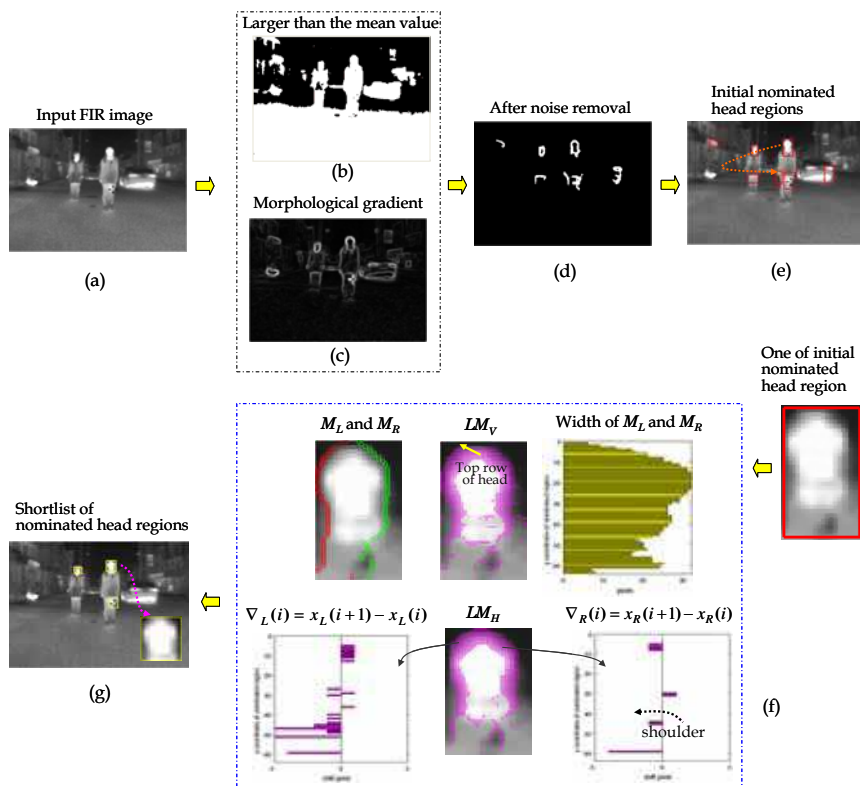 Larger than the mean value
(b)
Morphological gradient
(c)
Input FIR image
(a)
After noise removal
(d)
Initial nominated
head regions
(e)
One of initial
nominated
head region
M_L and M_R
LM_V
Top row
of head
Width of M_L and M_R
pixels
∇_L(i) = x_L(i+1) − x_L(i)
LM_H
∇_R(i) = x_R(i+1) − x_R(i)
shoulder
(f)
Shortlist of
nominated head regions
(g)